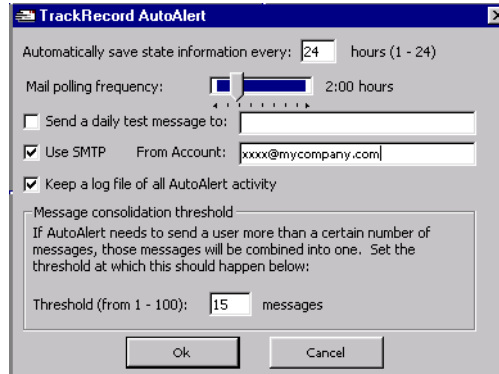 TrackRecord AutoAlert
Automatically save state information every: 24 hours (1 - 24)
Mail polling frequency: 2:00 hours
Send a daily test message to:
Use SMTP From Account: xxxx@mycompany.com
Keep a log file of all AutoAlert activity
Message consolidation threshold
If AutoAlert needs to send a user more than a certain number of
messages, those messages will be combined into one. Set the
threshold at which this should happen below:
Threshold (from 1 - 100): 15 messages
Ok Cancel